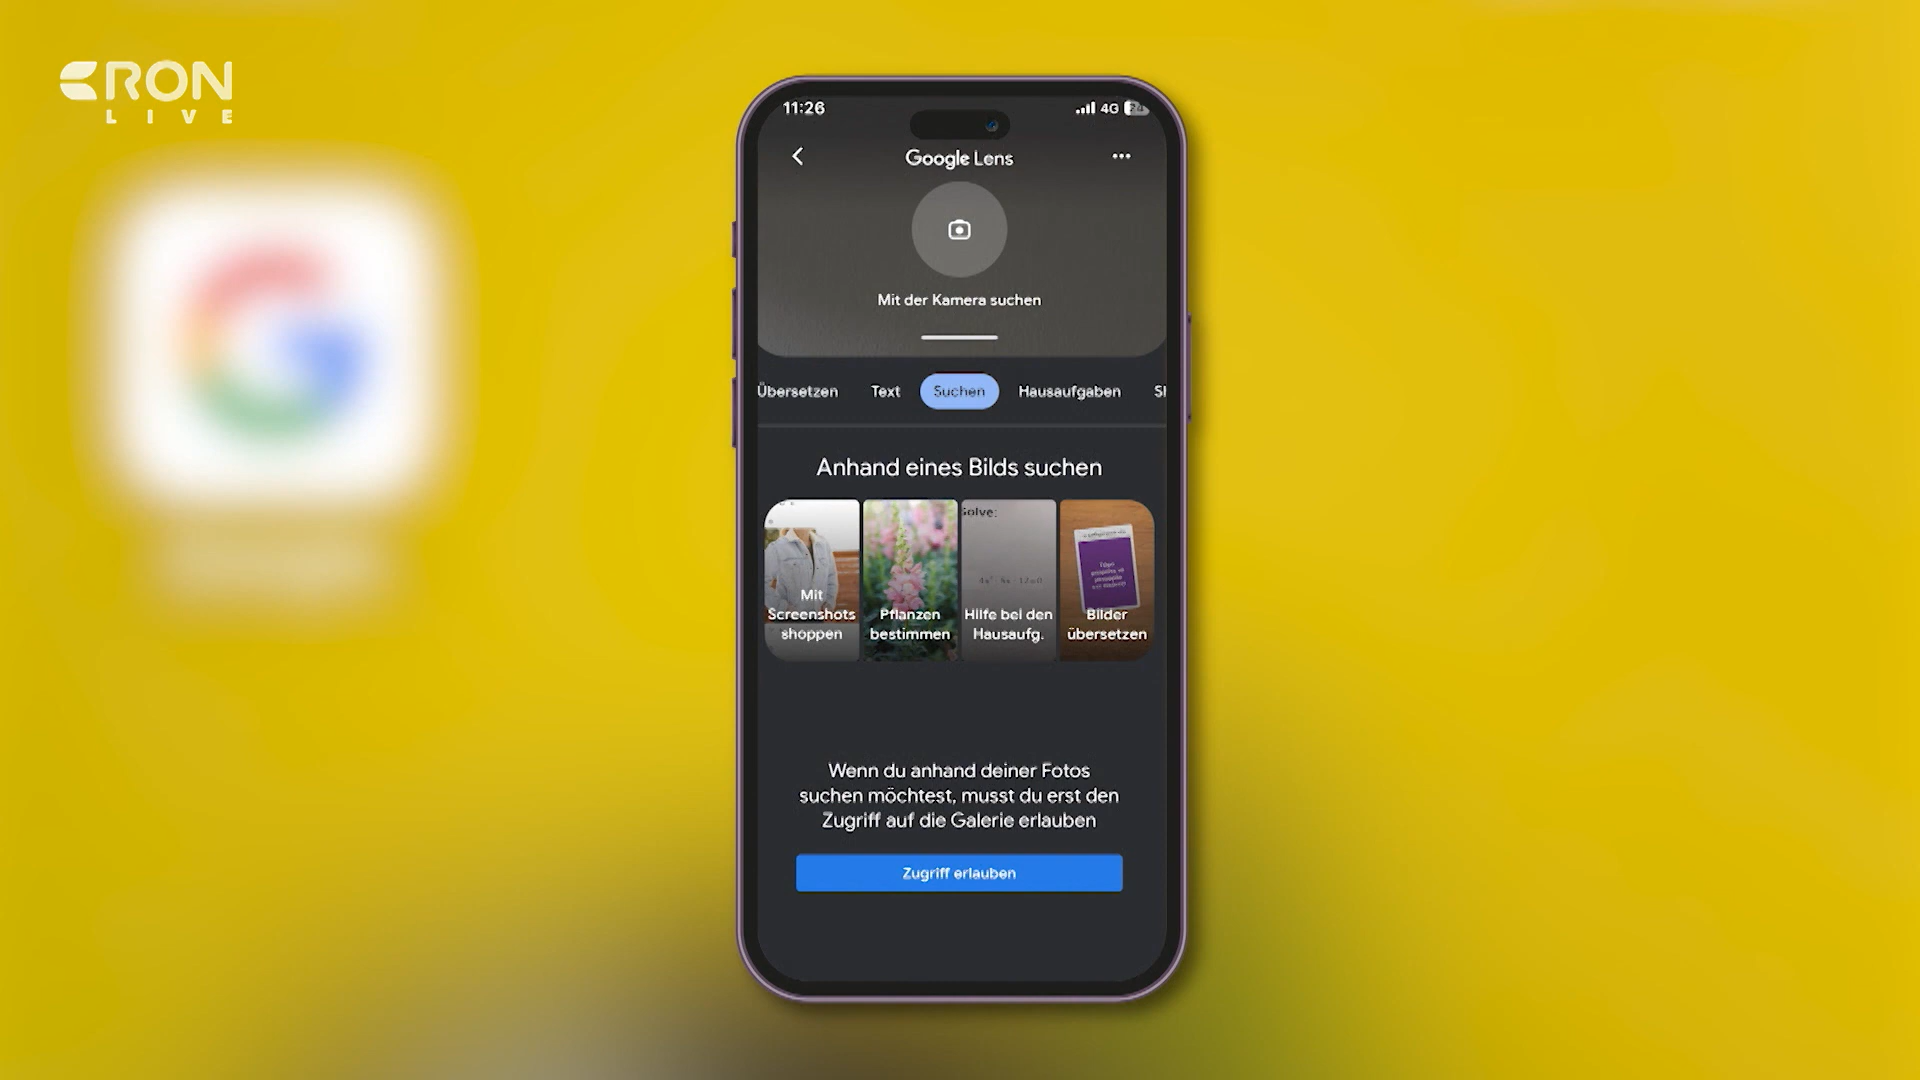 RON
LIVE
11:26
4G
Google Lens
Mit der Kamera suchen
Übersetzen Text Suchen Hausaufgaben
Anhand eines Bilds suchen
Solve:
Mit
Screenshots
shoppen
Pflanzen
bestimmen
Hilfe bei den
Hausaufg.
Bilder
übersetzen
Wenn du anhand deiner Fotos
suchen möchtest, musst du erst den
Zugriff auf die Galerie erlauben
Zugriff erlauben